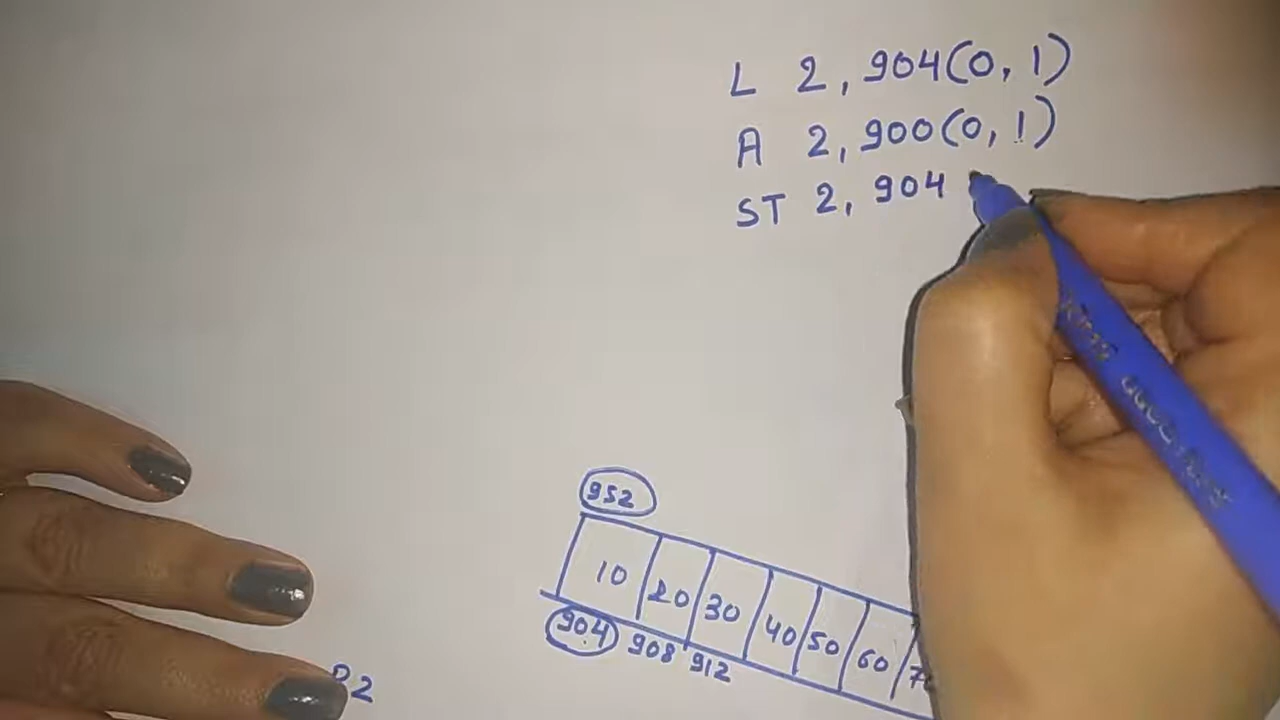 L 2, 904(0, 1)
A 2, 900(0, 1)
ST 2, 904
952
10 20 30 40 50 60
904 908 912